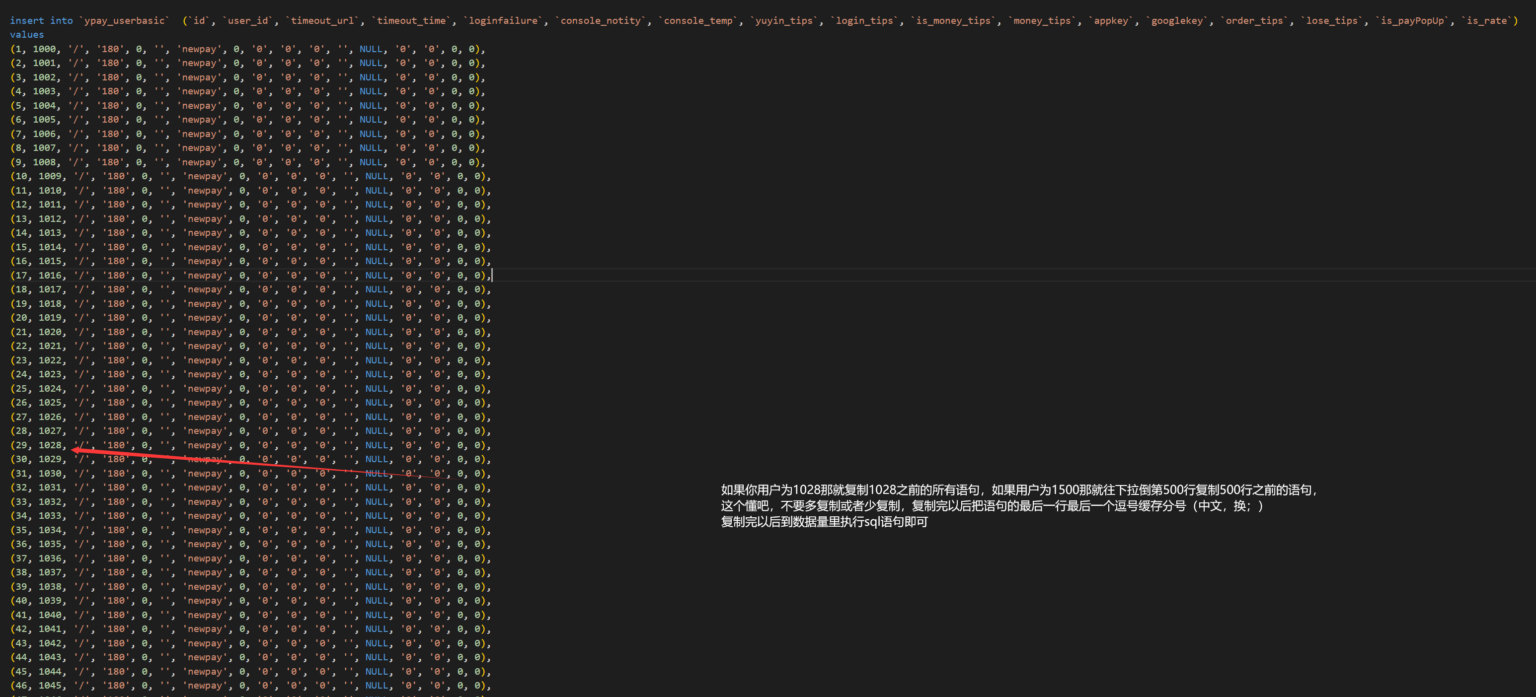 insert into `ypay_userbasic`  (`id`, `user_id`, `timeout_url`, `timeout_time`, `loginfailure`, `console_notity`, `console_temp`, `yuyin_tips`, `login_tips`, `is_money_tips`, `money_tips`, `appkey`, `googlekey`, `order_tips`, `lose_tips`, `is_payPopUp`, `is_rate`)
values
(1, 1000, '/', '180', 0, '', 'newpay', 0, '0', '0', '0', '', NULL, '0', '0', 0, 0),
(2, 1001, '/', '180', 0, '', 'newpay', 0, '0', '0', '0', '', NULL, '0', '0', 0, 0),
(3, 1002, '/', '180', 0, '', 'newpay', 0, '0', '0', '0', '', NULL, '0', '0', 0, 0),
(4, 1003, '/', '180', 0, '', 'newpay', 0, '0', '0', '0', '', NULL, '0', '0', 0, 0),
(5, 1004, '/', '180', 0, '', 'newpay', 0, '0', '0', '0', '', NULL, '0', '0', 0, 0),
(6, 1005, '/', '180', 0, '', 'newpay', 0, '0', '0', '0', '', NULL, '0', '0', 0, 0),
(7, 1006, '/', '180', 0, '', 'newpay', 0, '0', '0', '0', '', NULL, '0', '0', 0, 0),
(8, 1007, '/', '180', 0, '', 'newpay', 0, '0', '0', '0', '', NULL, '0', '0', 0, 0),
(9, 1008, '/', '180', 0, '', 'newpay', 0, '0', '0', '0', '', NULL, '0', '0', 0, 0),
(10, 1009, '/', '180', 0, '', 'newpay', 0, '0', '0', '0', '', NULL, '0', '0', 0, 0),
(11, 1010, '/', '180', 0, '', 'newpay', 0, '0', '0', '0', '', NULL, '0', '0', 0, 0),
(12, 1011, '/', '180', 0, '', 'newpay', 0, '0', '0', '0', '', NULL, '0', '0', 0, 0),
(13, 1012, '/', '180', 0, '', 'newpay', 0, '0', '0', '0', '', NULL, '0', '0', 0, 0),
(14, 1013, '/', '180', 0, '', 'newpay', 0, '0', '0', '0', '', NULL, '0', '0', 0, 0),
(15, 1014, '/', '180', 0, '', 'newpay', 0, '0', '0', '0', '', NULL, '0', '0', 0, 0),
(16, 1015, '/', '180', 0, '', 'newpay', 0, '0', '0', '0', '', NULL, '0', '0', 0, 0),
(17, 1016, '/', '180', 0, '', 'newpay', 0, '0', '0', '0', '', NULL, '0', '0', 0, 0),
(18, 1017, '/', '180', 0, '', 'newpay', 0, '0', '0', '0', '', NULL, '0', '0', 0, 0),
(19, 1018, '/', '180', 0, '', 'newpay', 0, '0', '0', '0', '', NULL, '0', '0', 0, 0),
(20, 1019, '/', '180', 0, '', 'newpay', 0, '0', '0', '0', '', NULL, '0', '0', 0, 0),
(21, 1020, '/', '180', 0, '', 'newpay', 0, '0', '0', '0', '', NULL, '0', '0', 0, 0),
(22, 1021, '/', '180', 0, '', 'newpay', 0, '0', '0', '0', '', NULL, '0', '0', 0, 0),
(23, 1022, '/', '180', 0, '', 'newpay', 0, '0', '0', '0', '', NULL, '0', '0', 0, 0),
(24, 1023, '/', '180', 0, '', 'newpay', 0, '0', '0', '0', '', NULL, '0', '0', 0, 0),
(25, 1024, '/', '180', 0, '', 'newpay', 0, '0', '0', '0', '', NULL, '0', '0', 0, 0),
(26, 1025, '/', '180', 0, '', 'newpay', 0, '0', '0', '0', '', NULL, '0', '0', 0, 0),
(27, 1026, '/', '180', 0, '', 'newpay', 0, '0', '0', '0', '', NULL, '0', '0', 0, 0),
(28, 1027, '/', '180', 0, '', 'newpay', 0, '0', '0', '0', '', NULL, '0', '0', 0, 0),
(29, 1028, '/', '180', 0, '', 'newpay', 0, '0', '0', '0', '', NULL, '0', '0', 0, 0),
(30, 1029, '/', '180', 0, '', 'newpay', 0, '0', '0', '0', '', NULL, '0', '0', 0, 0),
(31, 1030, '/', '180', 0, '', 'newpay', 0, '0', '0', '0', '', NULL, '0', '0', 0, 0),
(32, 1031, '/', '180', 0, '', 'newpay', 0, '0', '0', '0', '', NULL, '0', '0', 0, 0),
(33, 1032, '/', '180', 0, '', 'newpay', 0, '0', '0', '0', '', NULL, '0', '0', 0, 0),
(34, 1033, '/', '180', 0, '', 'newpay', 0, '0', '0', '0', '', NULL, '0', '0', 0, 0),
(35, 1034, '/', '180', 0, '', 'newpay', 0, '0', '0', '0', '', NULL, '0', '0', 0, 0),
(36, 1035, '/', '180', 0, '', 'newpay', 0, '0', '0', '0', '', NULL, '0', '0', 0, 0),
(37, 1036, '/', '180', 0, '', 'newpay', 0, '0', '0', '0', '', NULL, '0', '0', 0, 0),
(38, 1037, '/', '180', 0, '', 'newpay', 0, '0', '0', '0', '', NULL, '0', '0', 0, 0),
(39, 1038, '/', '180', 0, '', 'newpay', 0, '0', '0', '0', '', NULL, '0', '0', 0, 0),
(40, 1039, '/', '180', 0, '', 'newpay', 0, '0', '0', '0', '', NULL, '0', '0', 0, 0),
(41, 1040, '/', '180', 0, '', 'newpay', 0, '0', '0', '0', '', NULL, '0', '0', 0, 0),
(42, 1041, '/', '180', 0, '', 'newpay', 0, '0', '0', '0', '', NULL, '0', '0', 0, 0),
(43, 1042, '/', '180', 0, '', 'newpay', 0, '0', '0', '0', '', NULL, '0', '0', 0, 0),
(44, 1043, '/', '180', 0, '', 'newpay', 0, '0', '0', '0', '', NULL, '0', '0', 0, 0),
(45, 1044, '/', '180', 0, '', 'newpay', 0, '0', '0', '0', '', NULL, '0', '0', 0, 0),
(46, 1045, '/', '180', 0, '', 'newpay', 0, '0', '0', '0', '', NULL, '0', '0', 0, 0),
如果你用户为1028那就复制1028之前的所有语句，如果用户为1500那就往下拉倒第500行复制500行之前的语句，
这个懂吧，不要多复制或者少复制，复制完以后把语句的最后一行最后一个逗号缓存分号（中文，换；）
复制完以后到数据量里执行sql语句即可